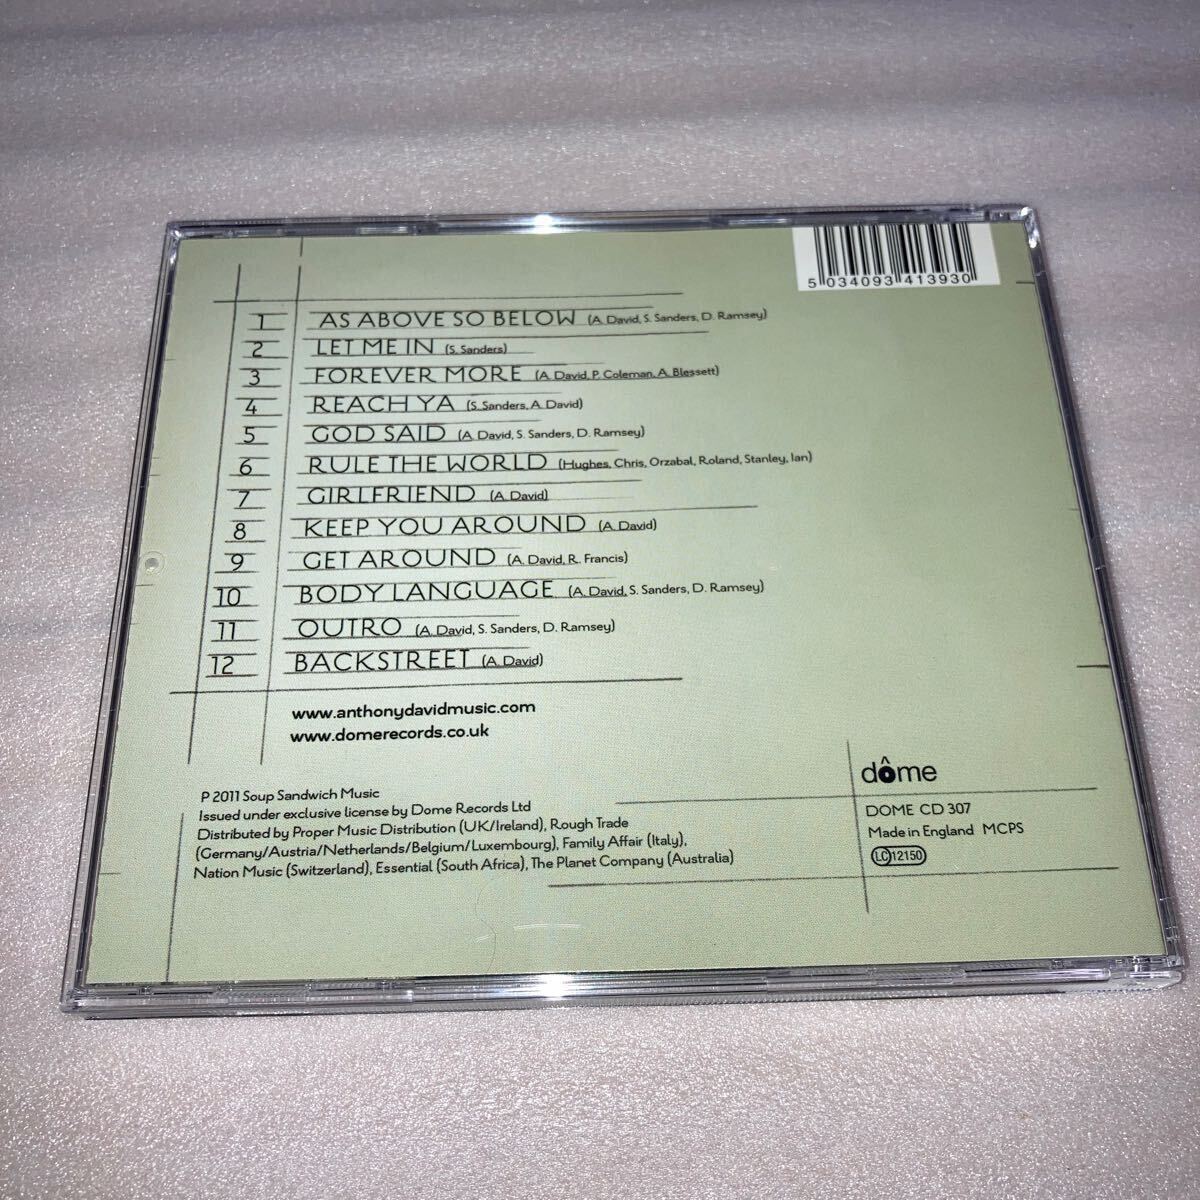 5 034093 413930
1 AS ABOVE SO BELOW (A. David, S. Sanders, D. Ramsey)
2 LET ME IN (S. Sanders)
3 FOREVER MORE (A. David, P. Coleman, A. Blessett)
4 REACH YA (S. Sanders, A. David)
5 GOD SAID (A. David, S. Sanders, D. Ramsey)
6 RULE THE WORLD (Hughes, Chris, Orzabal, Roland, Stanley, Ian)
7 GIRLFRIEND (A. David)
8 KEEP YOU AROUND (A. David)
9 GET AROUND (A. David, R. Francis)
10 BODY LANGUAGE (A. David, S. Sanders, D. Ramsey)
11 OUTRO (A. David, S. Sanders, D. Ramsey)
12 BACKSTREET (A. David)
www.anthonydavidmusic.com
www.domerecords.co.uk
P 2011 Soup Sandwich Music
Issued under exclusive license by Dome Records Ltd
Distributed by Proper Music Distribution (UK/Ireland), Rough Trade
(Germany/Austria/Netherlands/Belgium/Luxembourg), Family Affair (Italy),
Nation Music (Switzerland), Essential (South Africa), The Planet Company (Australia)
dôme
DOME CD 307
Made in England MCPS
LC 12150